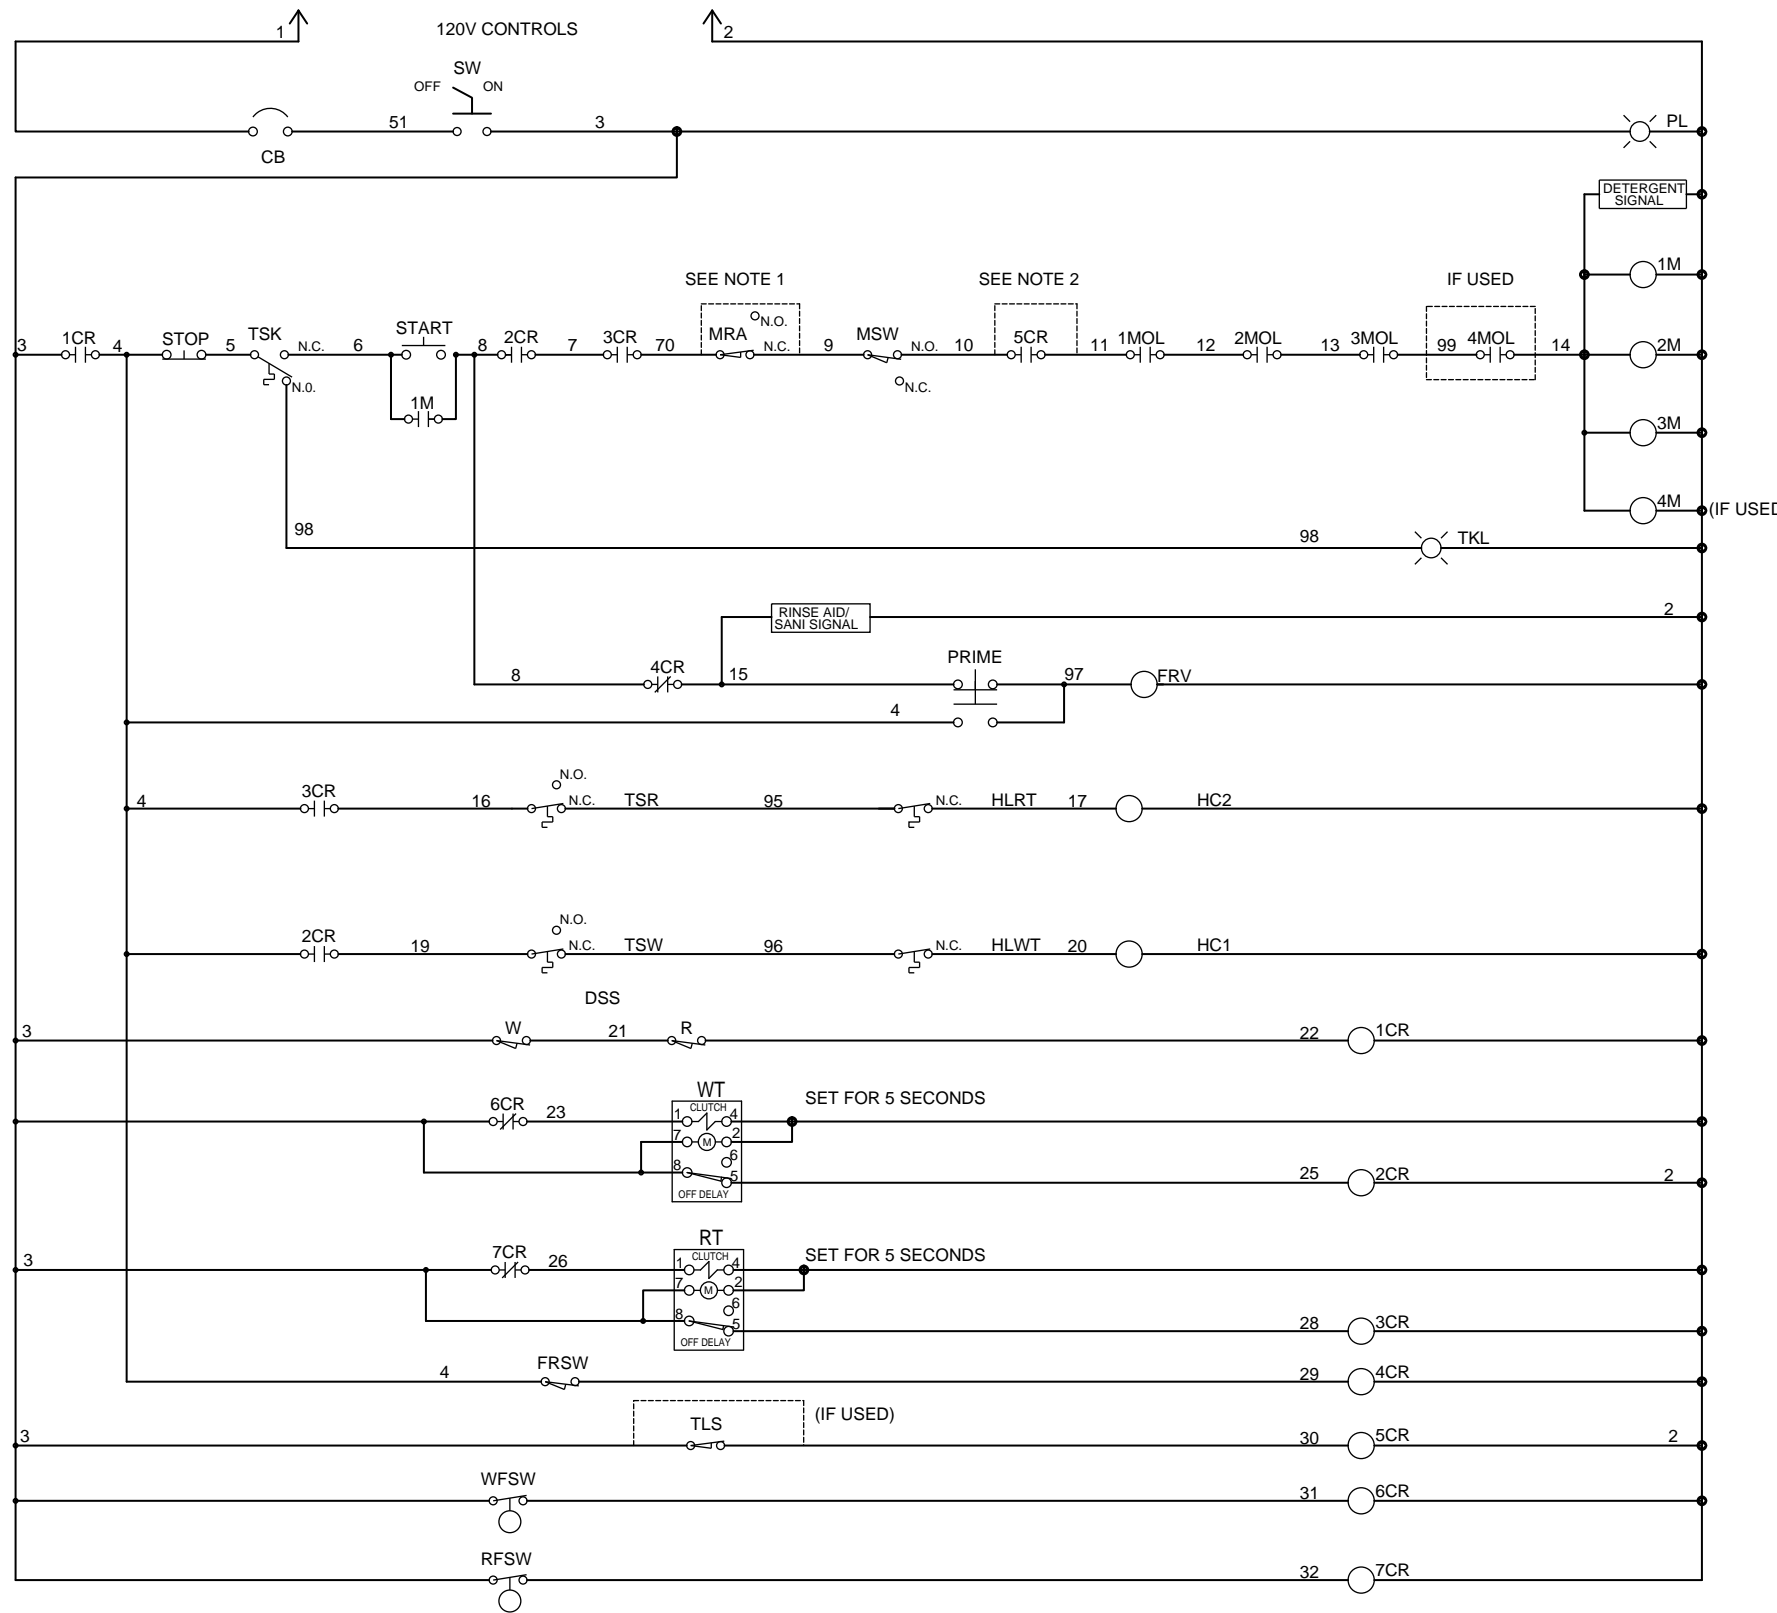 1 120V CONTROLS 2
SW
OFF ON
51 3 PL
CB
DETERGENT
SIGNAL
1M
SEE NOTE 1 SEE NOTE 2 IF USED
N.O.
3 1CR 4 STOP 5 TSK N.C. 6 START 8 2CR 7 3CR 70 MRA N.C. 9 MSW N.O. 10 5CR 11 1MOL 12 2MOL 13 3MOL 99 4MOL 14 2M
N.0. N.C.
1M
3M
4M (IF USED
98 98 TKL
RINSE AID/
SANI SIGNAL
2
PRIME
8 4CR 15 97 FRV
4
N.O.
4 3CR 16 N.C. TSR 95 N.C. HLRT 17 HC2
N.O.
2CR 19 N.C. TSW 96 N.C. HLWT 20 HC1
DSS
3 W 21 R 22 1CR
WT
SET FOR 5 SECONDS
6CR 23 1 CLUTCH 4
7 M 2
6
8 5 25 2CR 2
OFF DELAY
RT
SET FOR 5 SECONDS
3 7CR 26 1 CLUTCH 4
7 M 2
6
8 5 28 3CR
OFF DELAY
4 FRSW 29 4CR
(IF USED)
3 TLS 30 5CR 2
WFSW
31 6CR
RFSW
32 7CR